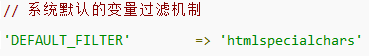 // 系统默认的变量过滤机制
'DEFAULT_FILTER'        => 'htmlspecialchars'